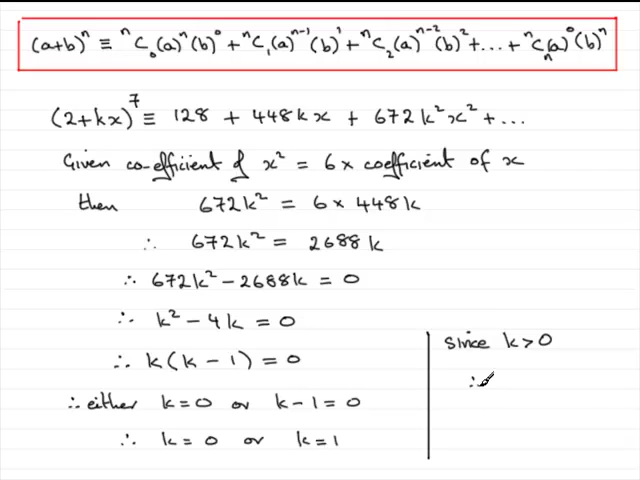 (a+b)ⁿ ≡ ⁿC₀(a)ⁿ(b)⁰ + ⁿC₁(a)ⁿ⁻¹(b)¹ + ⁿC₂(a)ⁿ⁻²(b)² + ... + ⁿCₙ(a)⁰(b)ⁿ
(2+kx)⁷ ≡ 128 + 448kx + 672k²x² + ...
Given co-efficient of x² = 6 × coefficient of x
then 672k² = 6 × 448k
∴ 672k² = 2688k
∴ 672k² - 2688k = 0
∴ k² - 4k = 0
∴ k(k - 1) = 0
∴ either k = 0 or k - 1 = 0
∴ k = 0 or k = 1
since k > 0
∴